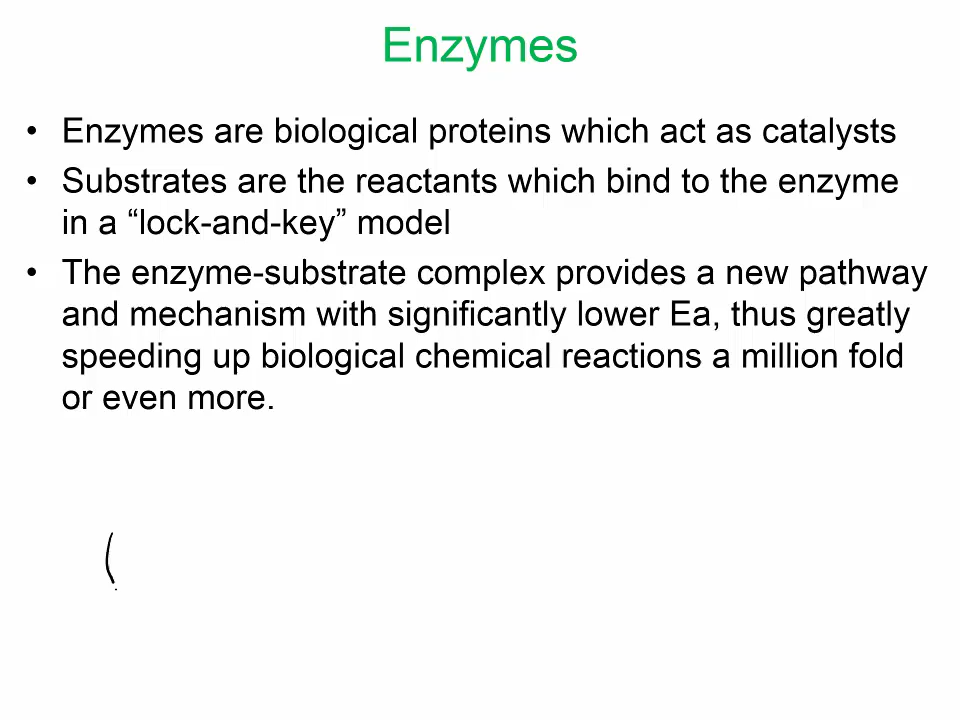 Enzymes
• Enzymes are biological proteins which act as catalysts
• Substrates are the reactants which bind to the enzyme
in a “lock-and-key” model
• The enzyme-substrate complex provides a new pathway
and mechanism with significantly lower Ea, thus greatly
speeding up biological chemical reactions a million fold
or even more.
(